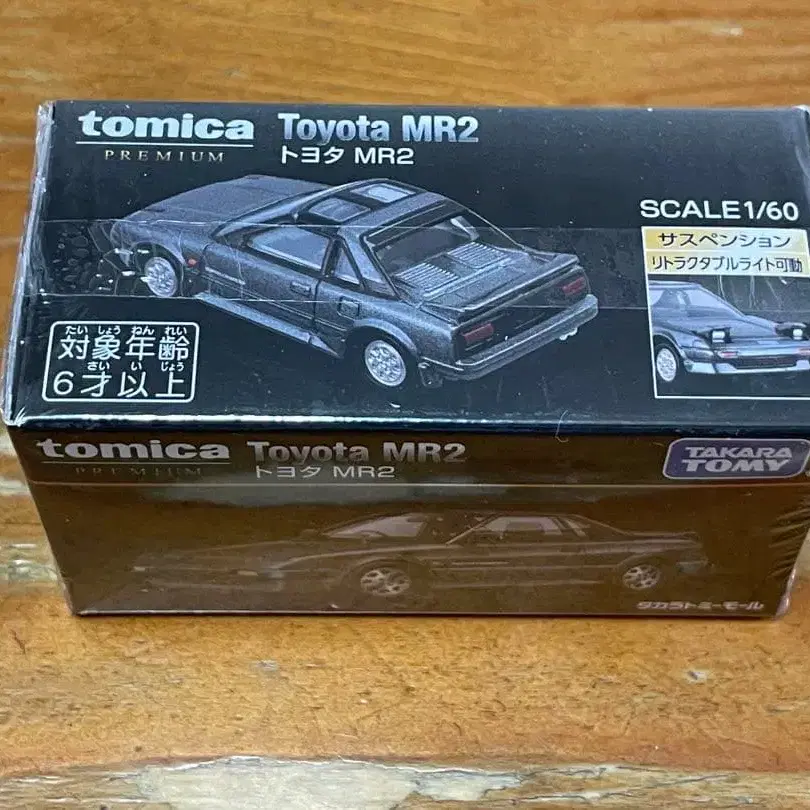 tomica
PREMIUM
Toyota MR2
トヨタ MR2
SCALE1/60
サスペンション
リトラクタブルライト可動
たいしょうねんれい
対象年齢
さいいじょう
6才以上
tomica
PREMIUM
Toyota MR2
トヨタ MR2
TAKARA
TOMY
タカラトミーモール